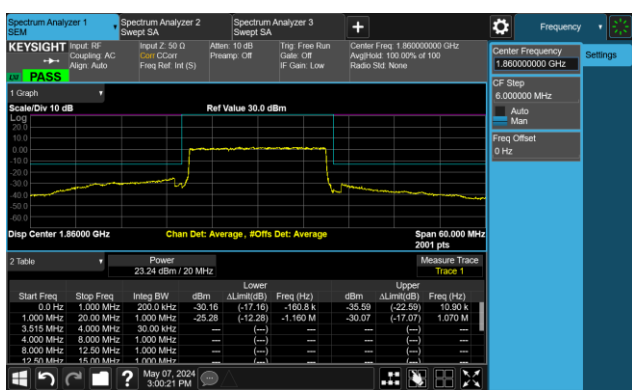 Spectrum Analyzer 1
SEM
Spectrum Analyzer 2
Swept SA
Spectrum Analyzer 3
Swept SA
Frequency
KEYSIGHT
Input: RF
Coupling: AC
Align: Auto
Input Z: 50 Ω
Corr CCorr
Freq Ref: Int (S)
Atten: 10 dB
Preamp: Off
Trig: Free Run
Gate: Off
IF Gain: Low
Center Freq: 1.860000000 GHz
Avg|Hold: 100.00% of 100
Radio Std: None
PASS
Center Frequency
1.860000000 GHz
Settings
CF Step
6.000000 MHz
Auto
Man
Freq Offset
0 Hz
1 Graph
Scale/Div 10 dB
Ref Value 30.0 dBm
Log
20.0
10.0
0.00
-10.0
-20.0
-30.0
-40.0
-50.0
-60.0
Disp Center 1.86000 GHz
Chan Det: Average, #Offs Det: Average
Span 60.000 MHz
2001 pts
2 Table
Power
23.24 dBm / 20 MHz
Measure Trace
Trace 1
Lower Upper
Start Freq Stop Freq Integ BW dBm ΔLimit(dB) Freq (Hz) dBm ΔLimit(dB) Freq (Hz)
0.0 Hz 1.000 MHz 200.0 kHz -30.16 (-17.16) -160.8 k -35.59 (-22.59) 10.90 k
1.000 MHz 20.00 MHz 1.000 MHz -25.28 (-12.28) -1.160 M -30.07 (-17.07) 1.070 M
3.515 MHz 4.000 MHz 30.00 kHz --- (---) --- --- (---) ---
4.000 MHz 8.000 MHz 1.000 MHz --- (---) --- --- (---) ---
8.000 MHz 12.50 MHz 1.000 MHz --- (---) --- --- (---) ---
12.50 MHz 15.00 MHz 1.000 MHz --- (---) --- --- (---) ---
May 07, 2024
3:00:21 PM